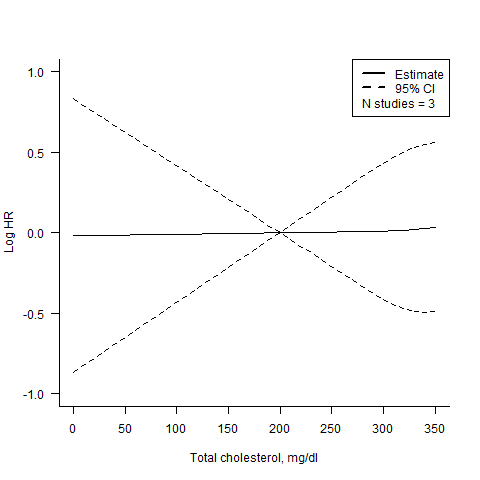 Estimate
95% CI
N studies = 3
Log HR
1.0
0.5
0.0
-0.5
-1.0
0 50 100 150 200 250 300 350
Total cholesterol, mg/dl